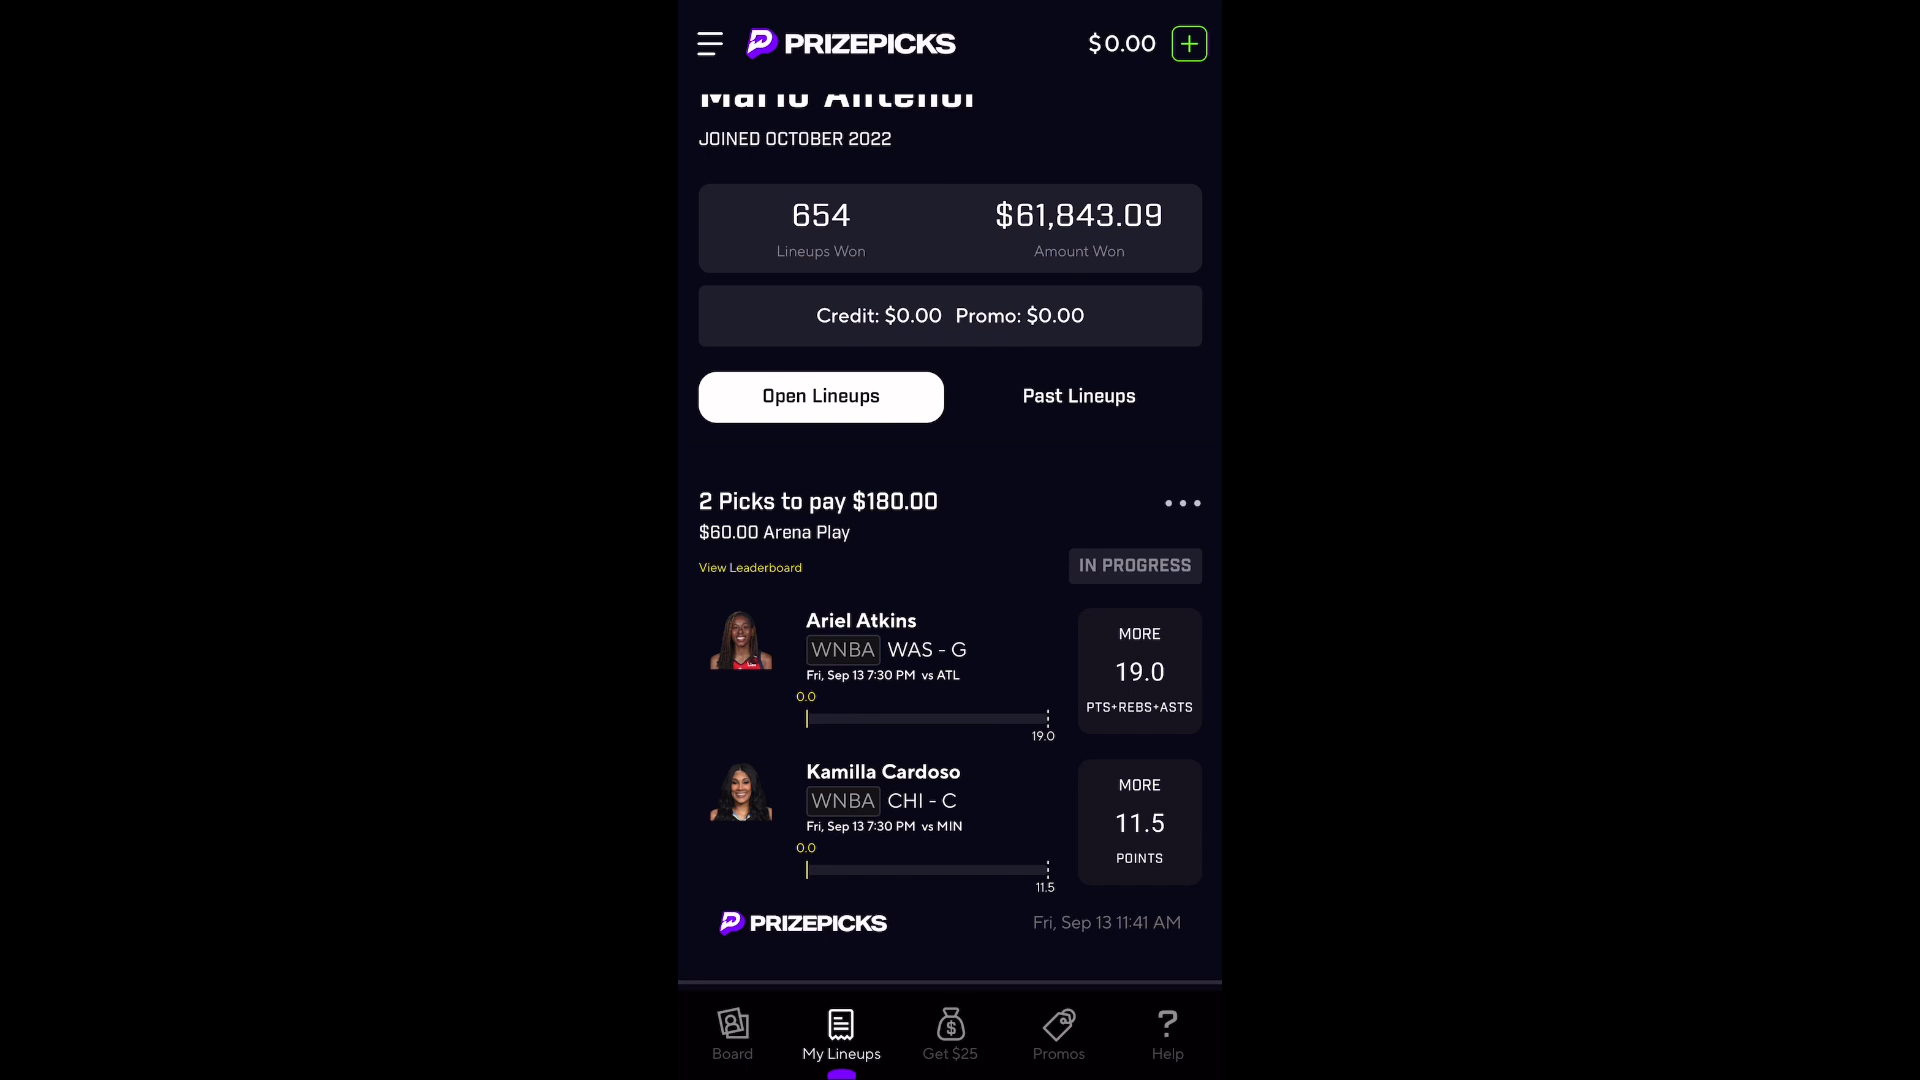 PRIZEPICKS $0.00
Mario Antenor
JOINED OCTOBER 2022
654 $61,843.09
Lineups Won Amount Won
Credit: $0.00 Promo: $0.00
Open Lineups Past Lineups
2 Picks to pay $180.00
$60.00 Arena Play
View Leaderboard IN PROGRESS
Ariel Atkins
WNBA WAS - G
Fri, Sep 13 7:30 PM vs ATL
0.0
19.0
MORE
19.0
PTS+REBS+ASTS
Kamilla Cardoso
WNBA CHI - C
Fri, Sep 13 7:30 PM vs MIN
0.0
11.5
MORE
11.5
POINTS
PRIZEPICKS Fri, Sep 13 11:41 AM
Board My Lineups Get $25 Promos Help